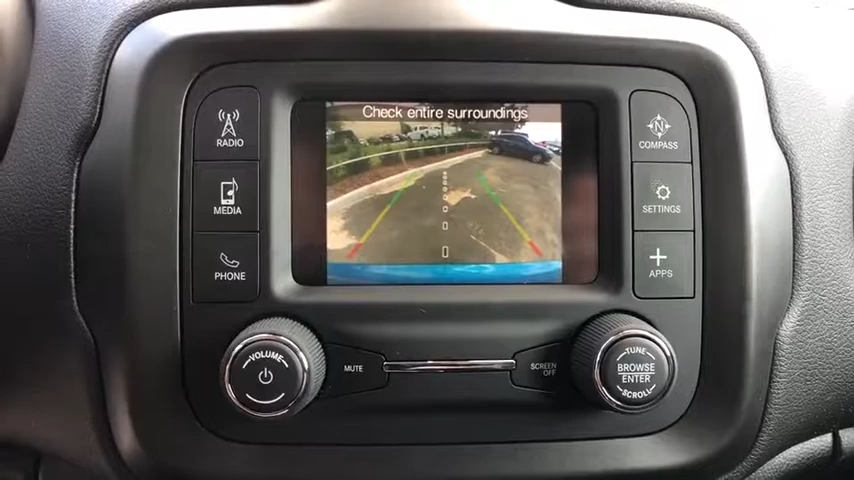 Check entire surroundings
RADIO
MEDIA
PHONE
N
COMPASS
SETTINGS
APPS
VOLUME
MUTE
SCREEN
OFF
TUNE
BROWSE
ENTER
SCROLL